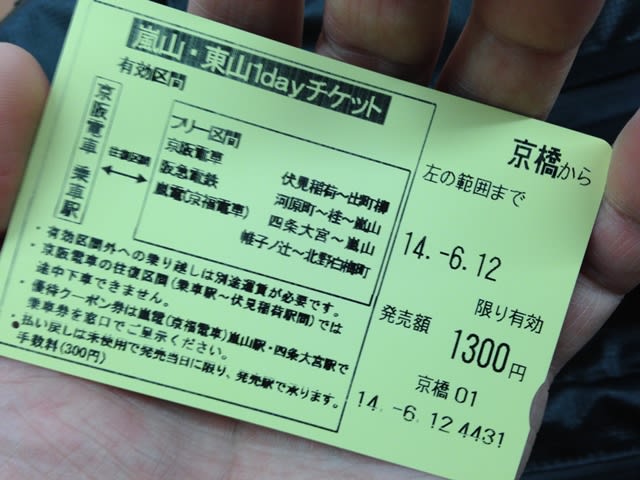 嵐山・東山1dayチケット
有効区間
京阪電車 乗車駅
往復区間
フリー区間
京阪電車 伏見稲荷〜出町柳
阪急電鉄 河原町〜桂〜嵐山
嵐電(京福電車) 四条大宮〜嵐山
帷子ノ辻〜北野白梅町
・有効区間外への乗り越しは別途運賃が必要です。
・京阪電車の往復区間(乗車駅〜伏見稲荷駅間)では
途中下車できません。
・優待クーポン券は嵐電(京福電車)嵐山駅・四条大宮駅で
乗車券を窓口でご呈示ください。
・払い戻しは未使用で発売当日に限り、発売駅で承ります。
手数料(300円)
京橋から
左の範囲まで
14.-6.12
限り有効
発売額
1300円
京橋 01
14.-6.12 4431